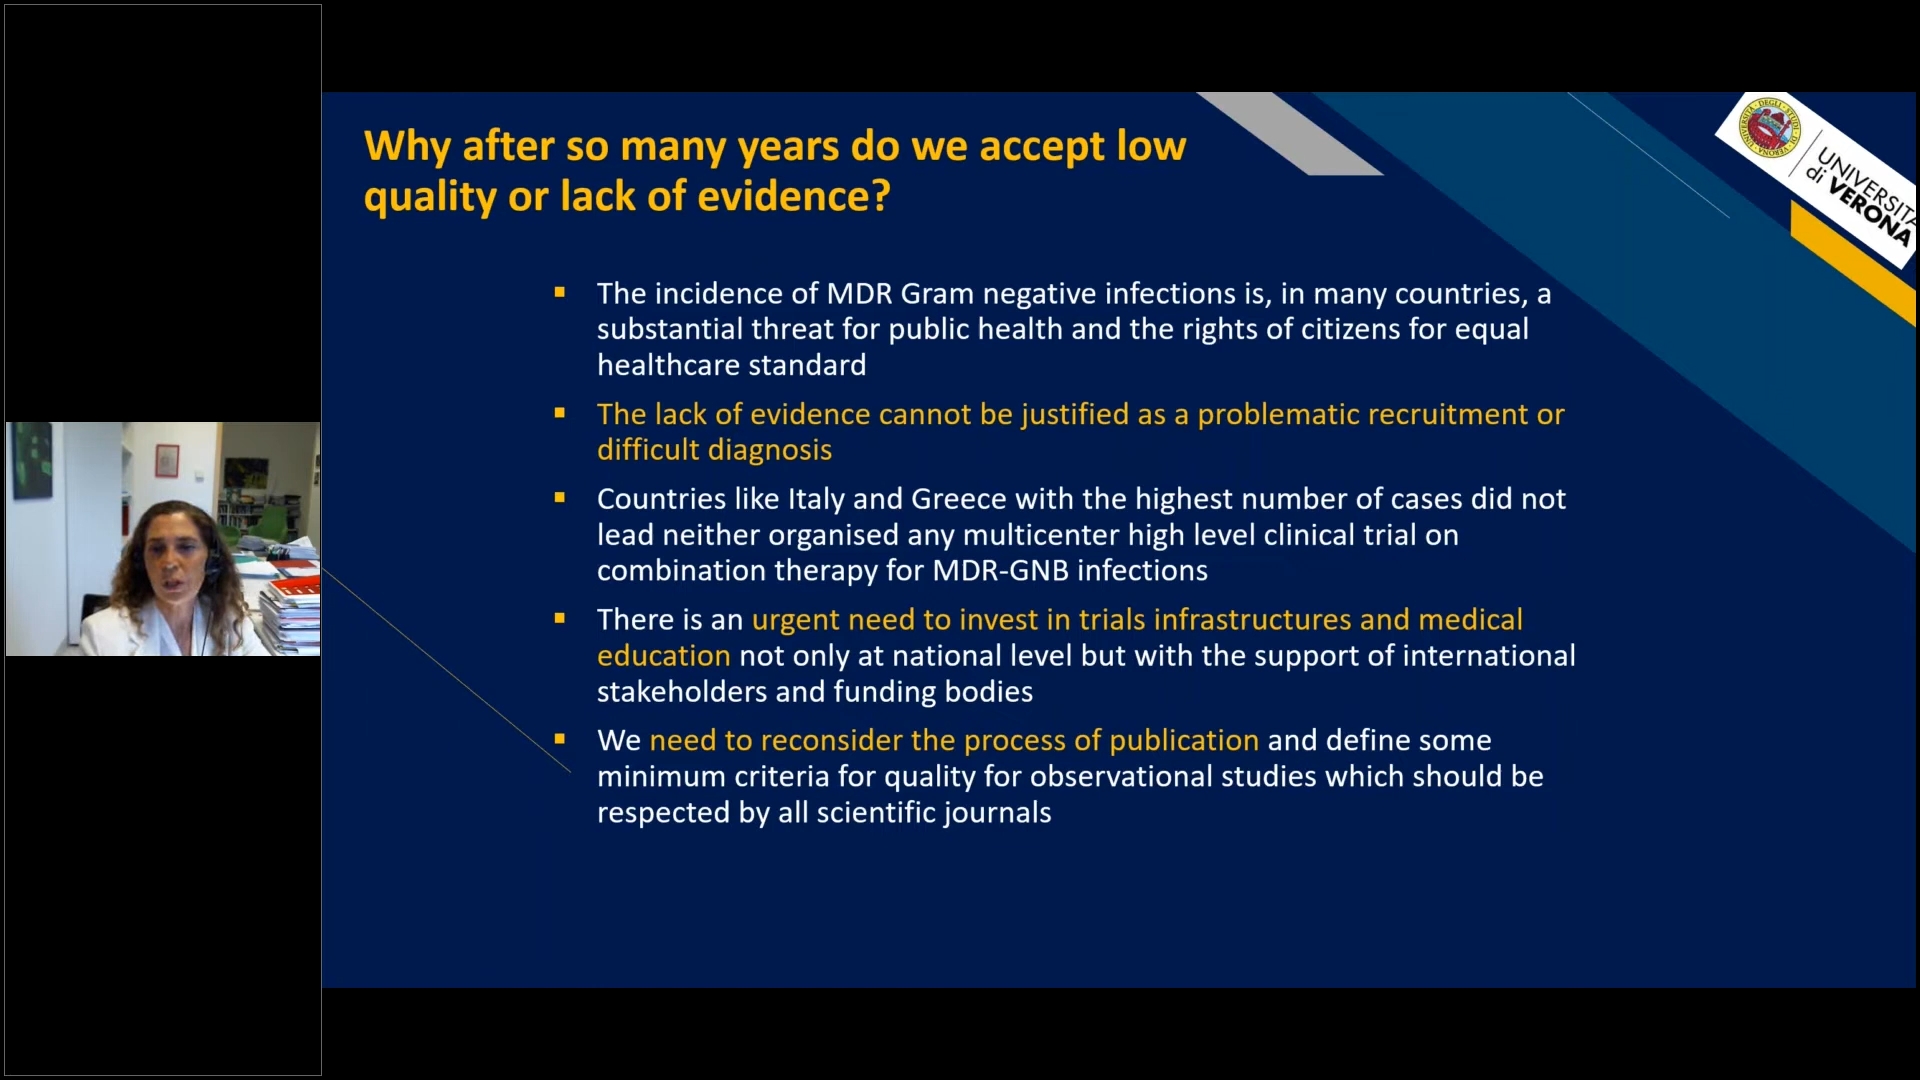 Why after so many years do we accept low
quality or lack of evidence?
The incidence of MDR Gram negative infections is, in many countries, a
substantial threat for public health and the rights of citizens for equal
healthcare standard
The lack of evidence cannot be justified as a problematic recruitment or
difficult diagnosis
Countries like Italy and Greece with the highest number of cases did not
lead neither organised any multicenter high level clinical trial on
combination therapy for MDR-GNB infections
There is an urgent need to invest in trials infrastructures and medical
education not only at national level but with the support of international
stakeholders and funding bodies
We need to reconsider the process of publication and define some
minimum criteria for quality for observational studies which should be
respected by all scientific journals
UNIVERSITÀ
di VERONA